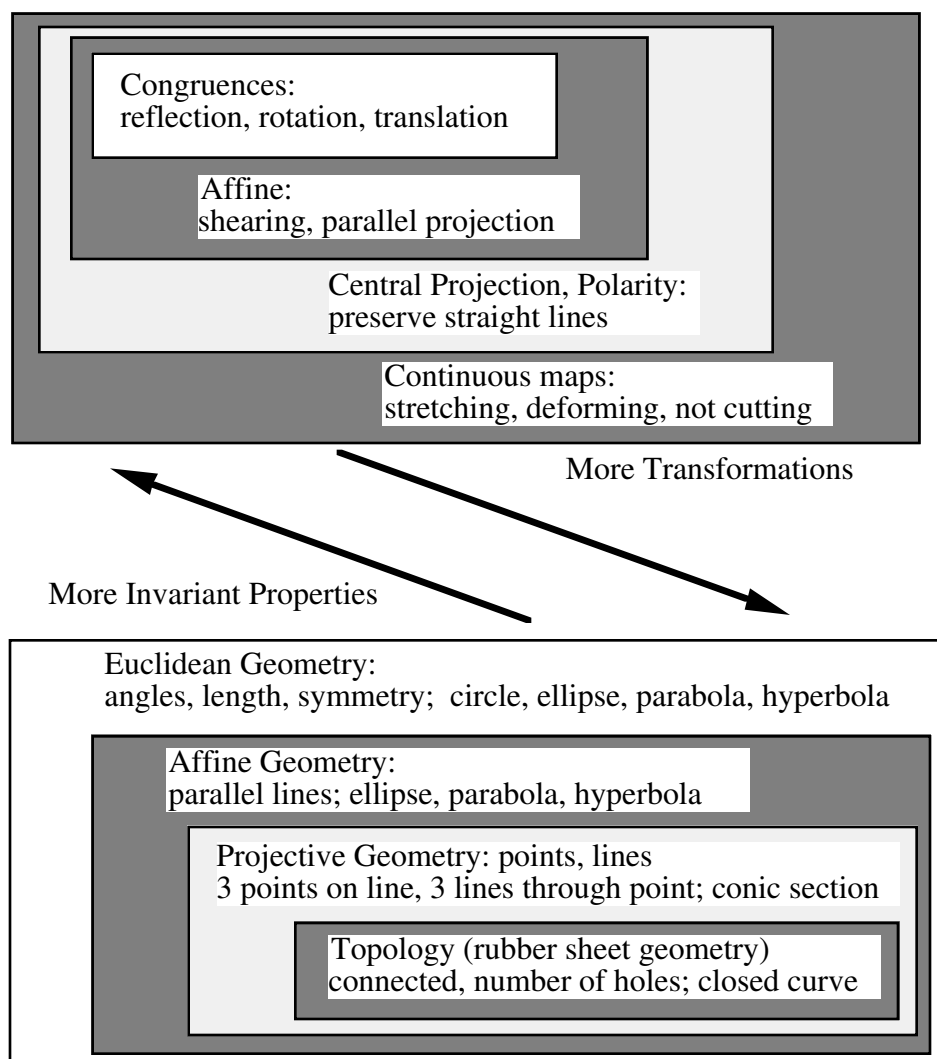 Congruences:
reflection, rotation, translation
Affine:
shearing, parallel projection
Central Projection, Polarity:
preserve straight lines
Continuous maps:
stretching, deforming, not cutting
More Transformations
More Invariant Properties
Euclidean Geometry:
angles, length, symmetry;  circle, ellipse, parabola, hyperbola
Affine Geometry:
parallel lines; ellipse, parabola, hyperbola
Projective Geometry: points, lines
3 points on line, 3 lines through point; conic section
Topology (rubber sheet geometry)
connected, number of holes; closed curve